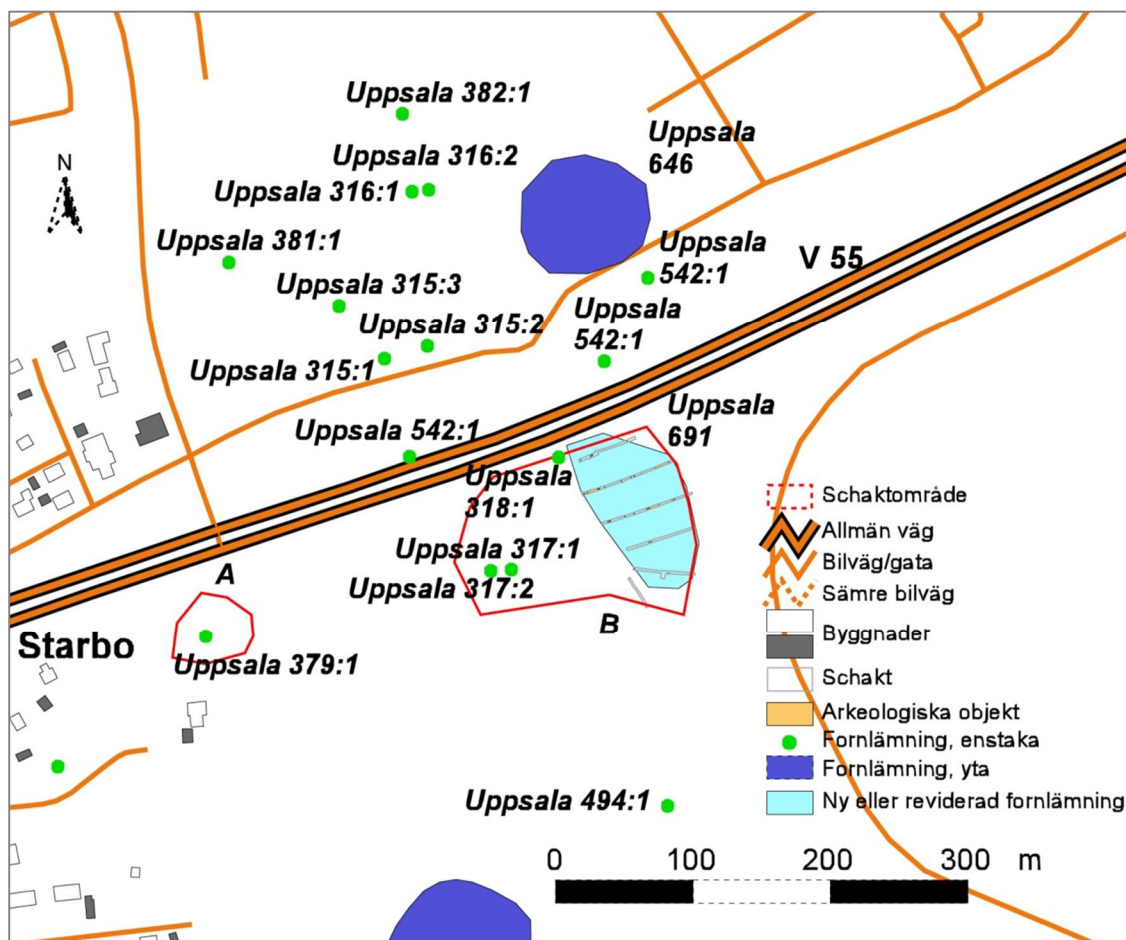 Uppsala 382:1
N
Uppsala
646
Uppsala 316:2
Uppsala 316:1
Uppsala 381:1
Uppsala
542:1
V 55
Uppsala 315:3
Uppsala
542:1
Uppsala 315:2
Uppsala 315:1
Uppsala
691
Uppsala 542:1
Uppsala
318:1
Uppsala 317:1
Uppsala 317:2
A
B
Starbo
Uppsala 379:1
Uppsala 494:1
Schaktområde
Allmän väg
Bilväg/gata
Sämre bilväg
Byggnader
Schakt
Arkeologiska objekt
Fornlämning, enstaka
Fornlämning, yta
Ny eller reviderad fornlämning
0 100 200 300 m